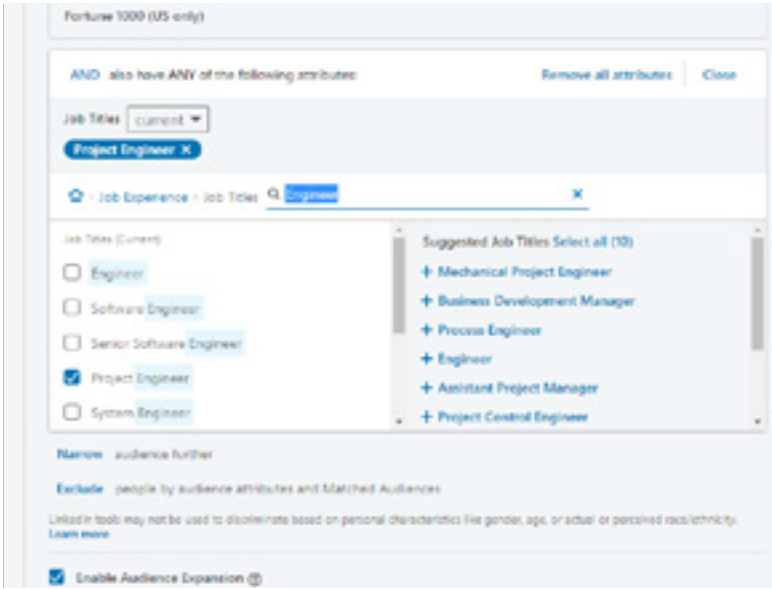 Fortune 1000 (US only)
AND also have ANY of the following attributes: Remove all attributes Close
Job Titles current
Project Engineer X
Job Experience Job Titles Engineer ×
Job Titles (Current)
Engineer
Software Engineer
Senior Software Engineer
Project Engineer
System Engineer
Suggested Job Titles Select all (10)
+ Mechanical Project Engineer
+ Business Development Manager
+ Process Engineer
+ Engineer
+ Assistant Project Manager
+ Project Control Engineer
Narrow audience further
Exclude people by audience attributes and Matched Audiences
LinkedIn tools may not be used to discriminate based on personal characteristics like gender, age, or actual or perceived race/ethnicity.
Learn more
Enable Audience Expansion